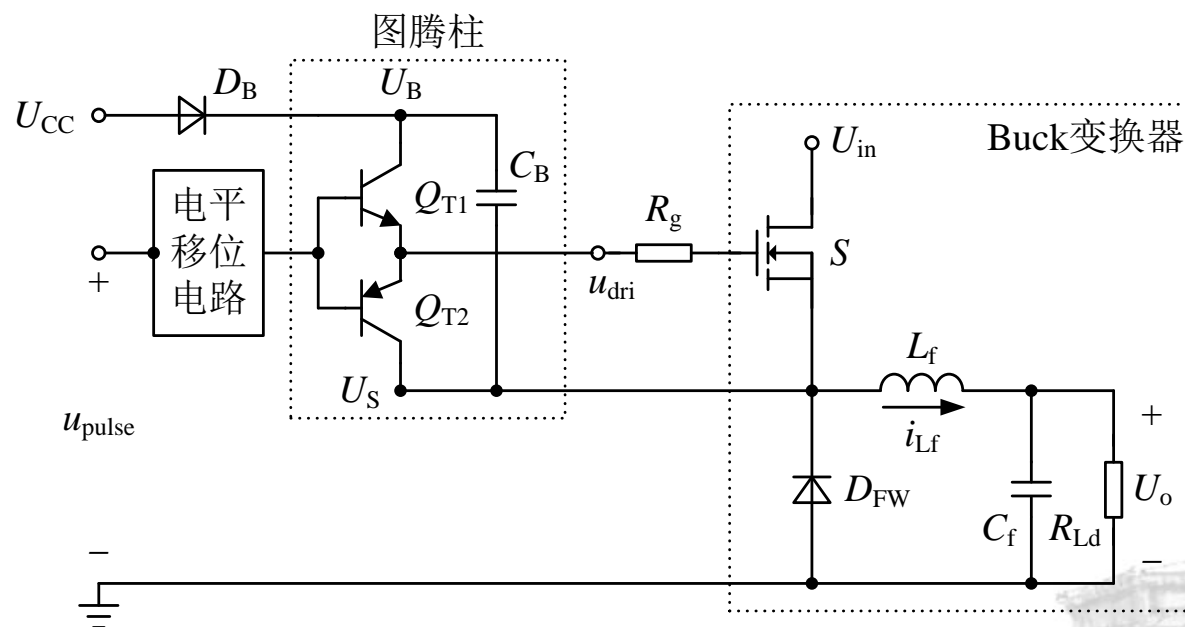 图腾柱
D_B
U_B
U_CC
Buck变换器
U_in
C_B
电平
移位
电路
Q_T1
R_g
S
+
u_dri
Q_T2
L_f
U_S
i_Lf
+
u_pulse
D_FW
C_f
R_Ld
U_o
−
−